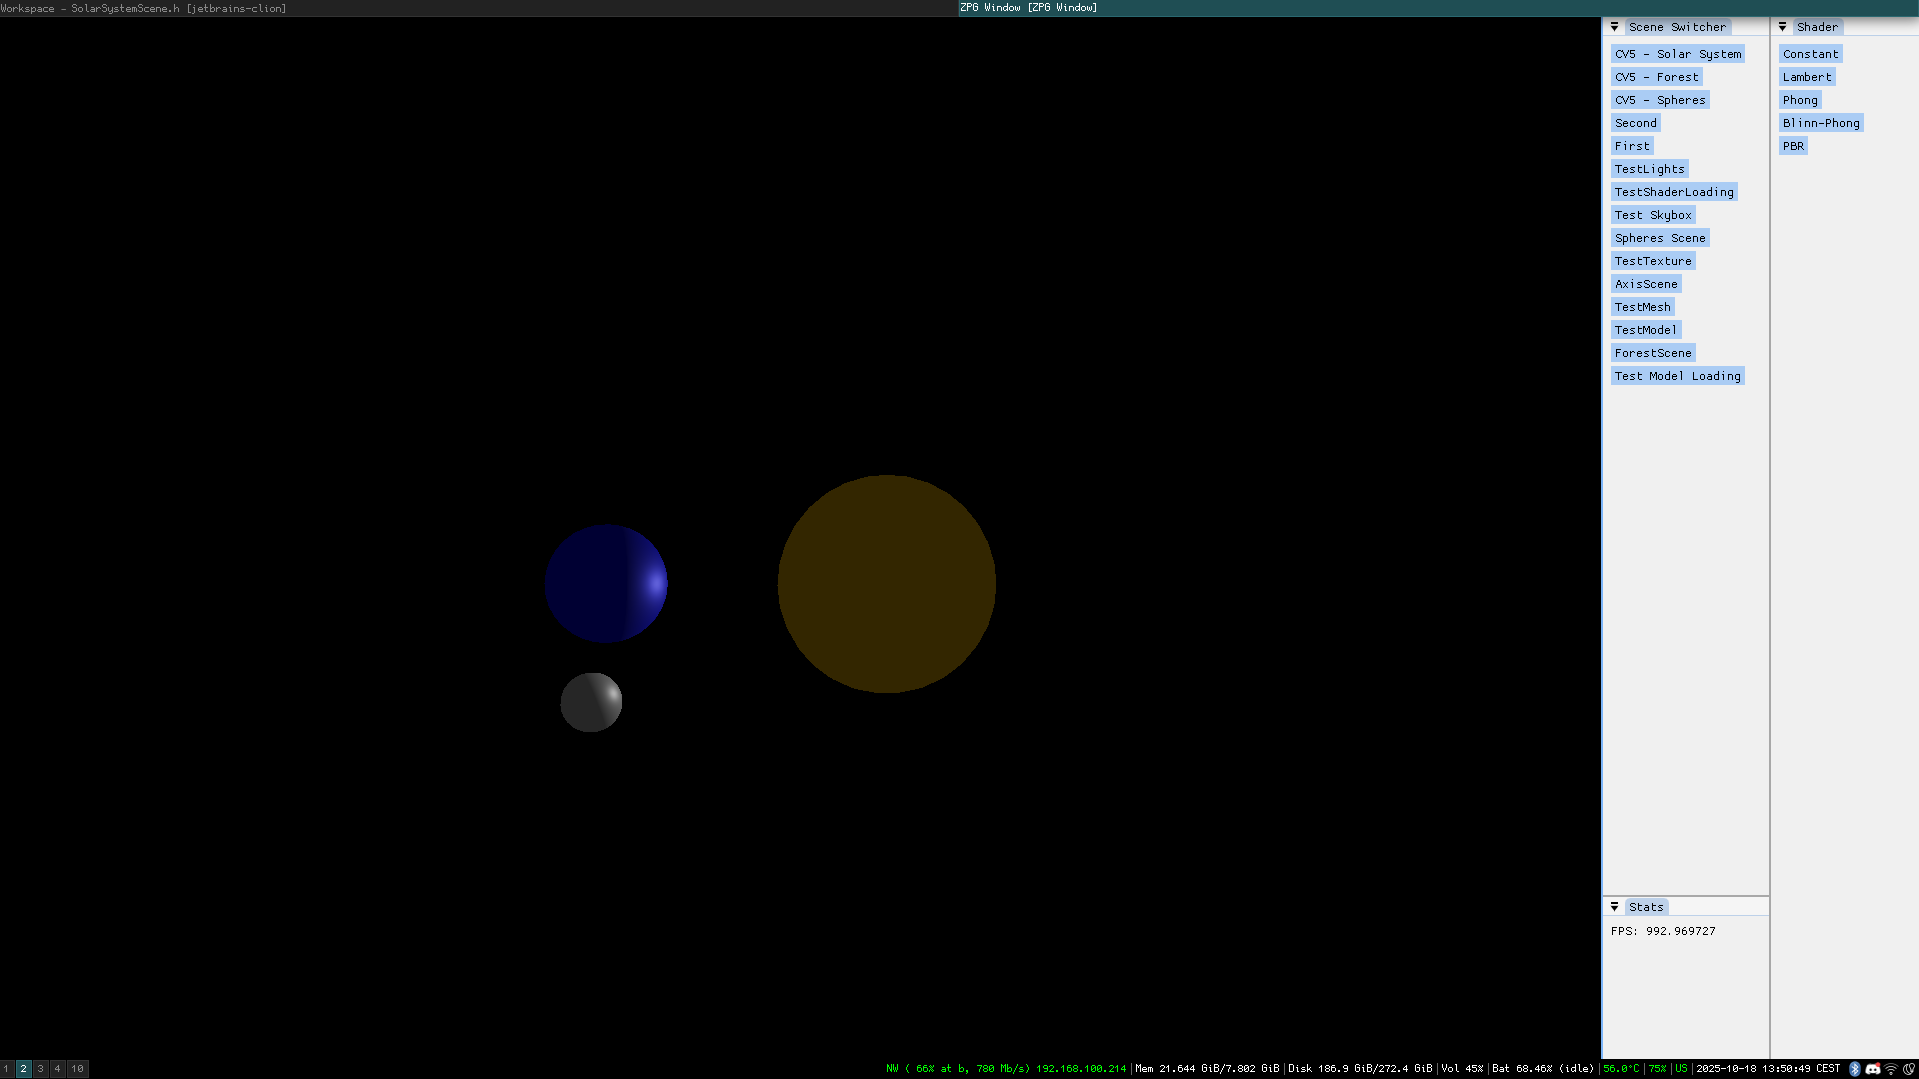 Workspace - SolarSystemScene.h [jetbrains-clion]
ZPG Window [ZPG Window]
Scene Switcher
CV5 - Solar System
CV5 - Forest
CV5 - Spheres
Second
First
TestLights
TestShaderLoading
Test Skybox
Spheres Scene
TestTexture
AxisScene
TestMesh
TestModel
ForestScene
Test Model Loading
Shader
Constant
Lambert
Phong
Blinn-Phong
PBR
Stats
FPS: 992.969727
1 2 3 4 10
NW ( 66% at b, 780 Mb/s) 192.168.100.214|Mem 21.644 GiB/7.802 GiB|Disk 186.9 GiB/272.4 GiB|Vol 45%|Bat 68.46% (idle)|56.0°C|75%|US|2025-10-18 13:50:49 CEST